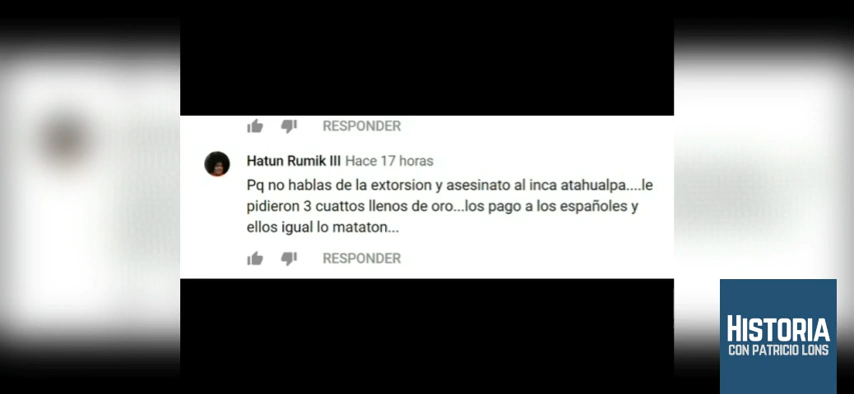 RESPONDER
Hatun Rumik III Hace 17 horas
Pq no hablas de la extorsion y asesinato al inca atahualpa....le
pidieron 3 cuattos llenos de oro...los pago a los españoles y
ellos igual lo mataton...
RESPONDER
HISTORIA
CON PATRICIO LONS